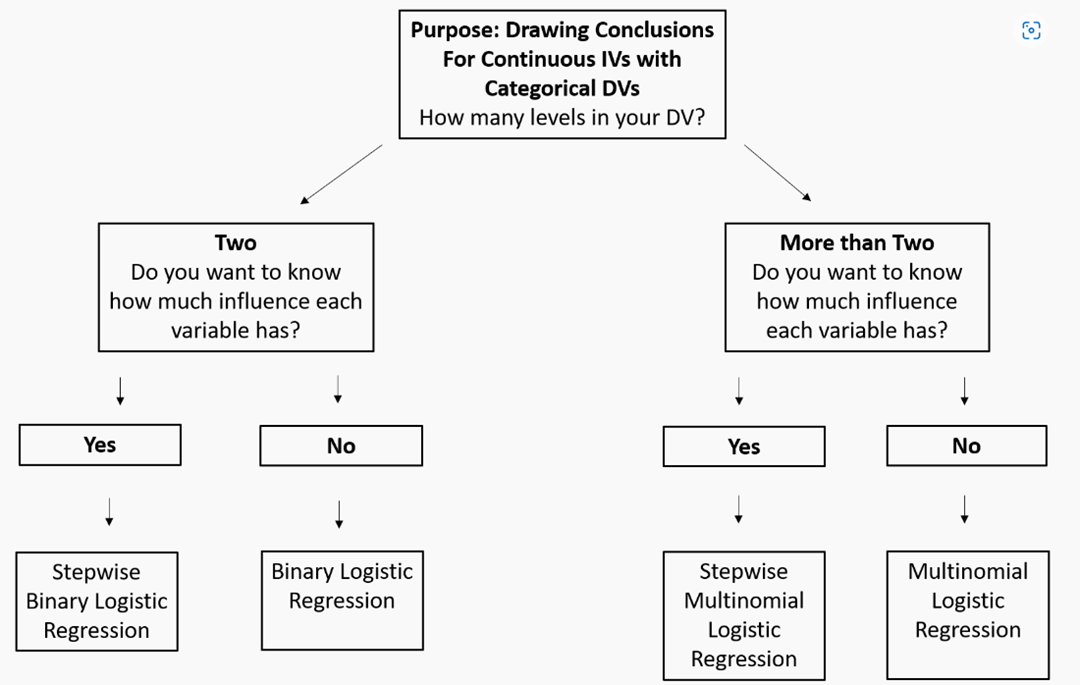 Purpose: Drawing Conclusions
For Continuous IVs with
Categorical DVs
How many levels in your DV?
Two
Do you want to know
how much influence each
variable has?
More than Two
Do you want to know
how much influence
each variable has?
Yes
No
Yes
No
Stepwise
Binary Logistic
Regression
Binary Logistic
Regression
Stepwise
Multinomial
Logistic
Regression
Multinomial
Logistic
Regression